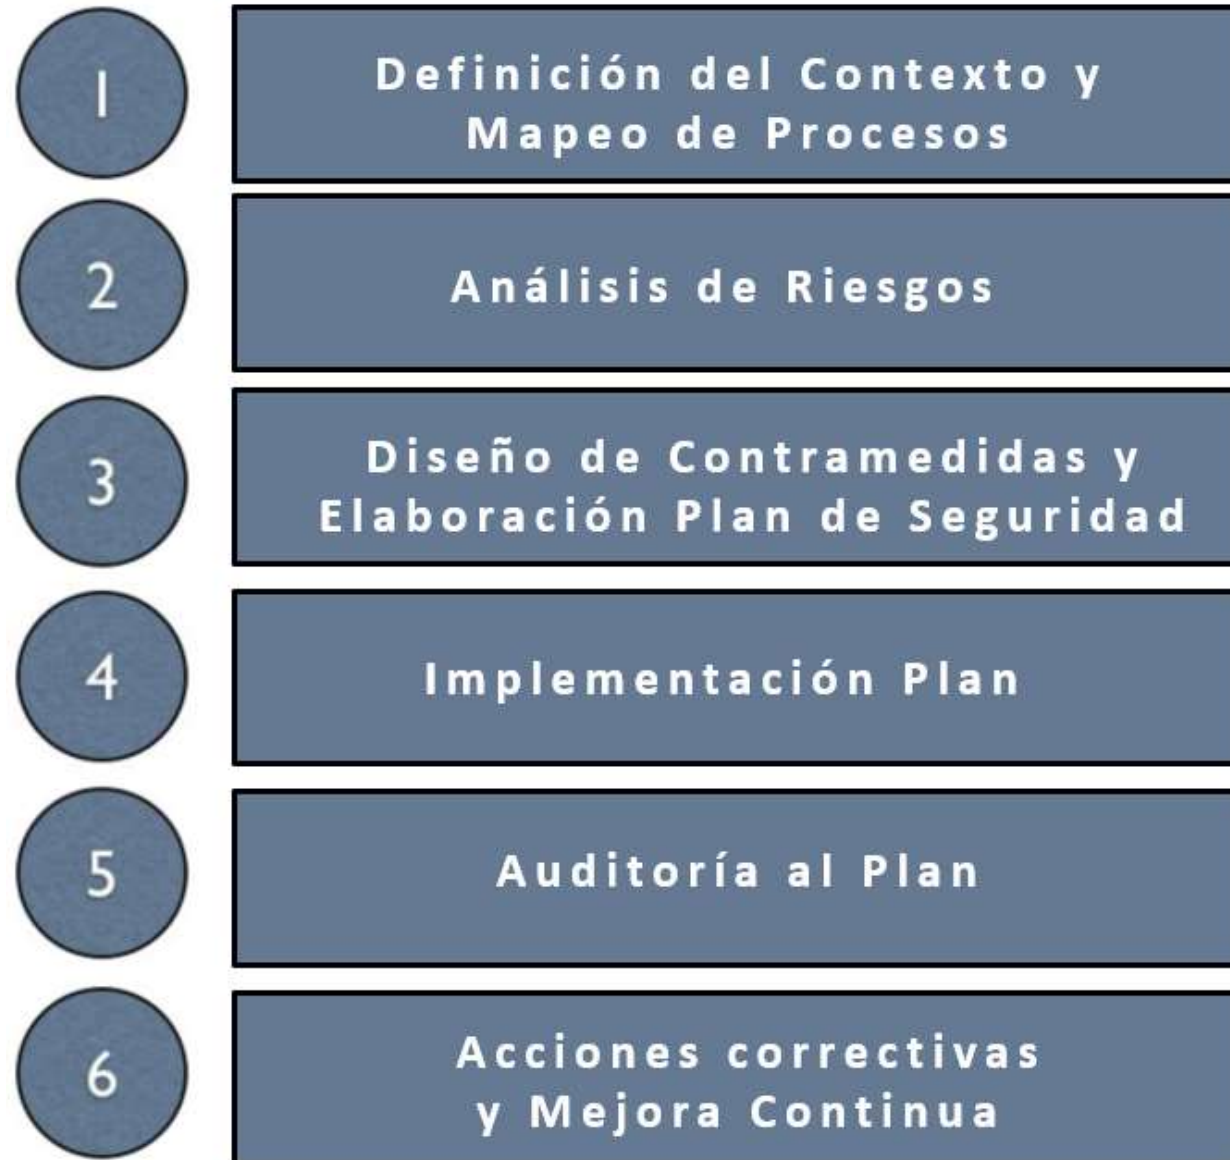 1
Definición del Contexto y
Mapeo de Procesos
2
Análisis de Riesgos
3
Diseño de Contramedidas y
Elaboración Plan de Seguridad
4
Implementación Plan
5
Auditoría al Plan
6
Acciones correctivas
y Mejora Continua